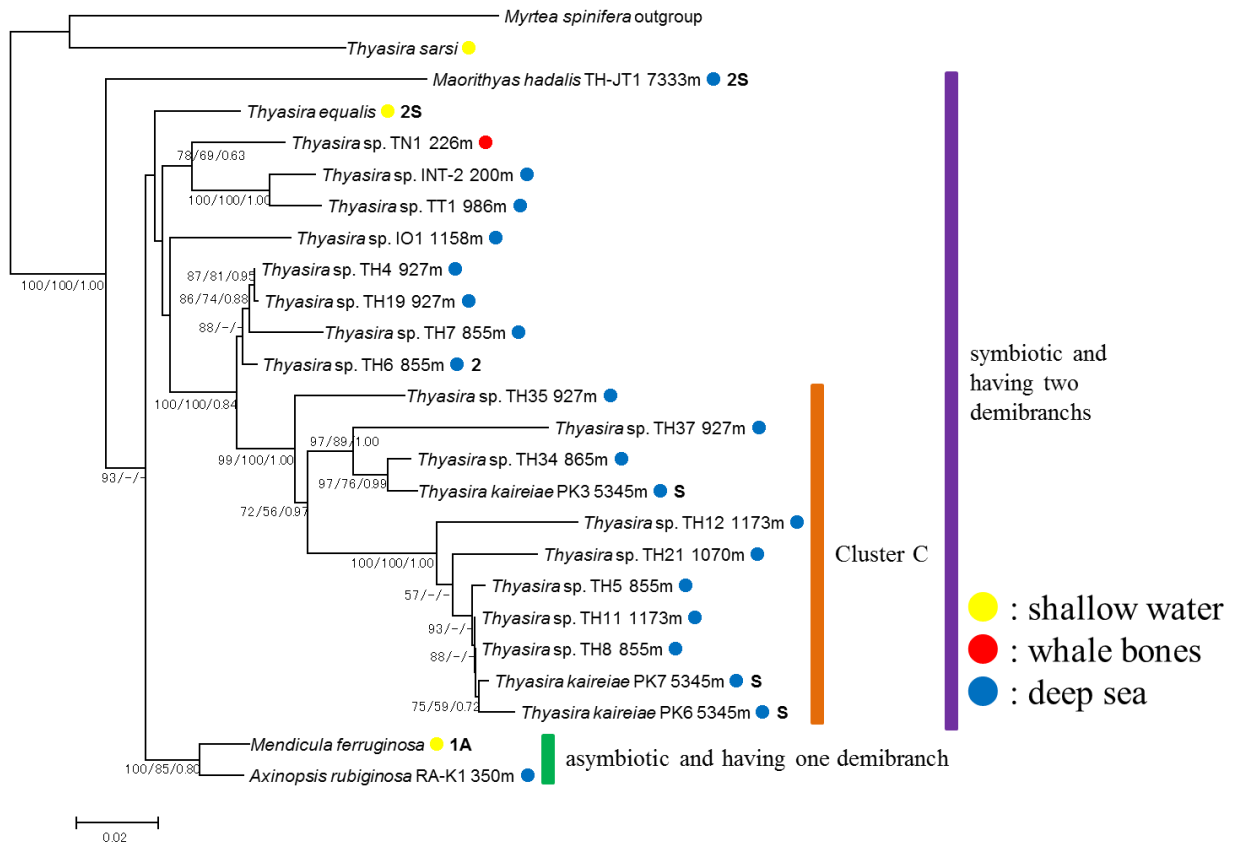 Myrtea spinifera outgroup
Thyasira sarsi
Maorithyas hadalis TH-JT1 7333m 2S
Thyasira equalis 2S
Thyasira sp. TN1 226m
78/69/0.63
Thyasira sp. INT-2 200m
100/100/1.00
Thyasira sp. TT1 986m
Thyasira sp. IO1 1158m
87/81/0.95
Thyasira sp. TH4 927m
100/100/1.00
86/74/0.88
Thyasira sp. TH19 927m
88/-/-
Thyasira sp. TH7 855m
Thyasira sp. TH6 855m 2
symbiotic and
having two
demibranchs
100/100/0.84
Thyasira sp. TH35 927m
Thyasira sp. TH37 927m
97/89/1.00
99/100/1.00
Thyasira sp. TH34 865m
93/-/-
97/76/0.99
Thyasira kaireiae PK3 5345m S
72/56/0.97
Thyasira sp. TH12 1173m
Thyasira sp. TH21 1070m
Cluster C
100/100/1.00
Thyasira sp. TH5 855m
57/-/-
Thyasira sp. TH11 1173m
: shallow water
93/-/-
Thyasira sp. TH8 855m
: whale bones
88/-/-
Thyasira kaireiae PK7 5345m S
: deep sea
75/59/0.72
Thyasira kaireiae PK6 5345m S
Mendicula ferruginosa 1A
asymbiotic and having one demibranch
100/85/0.80
Axinopsis rubiginosa RA-K1 350m
0.02